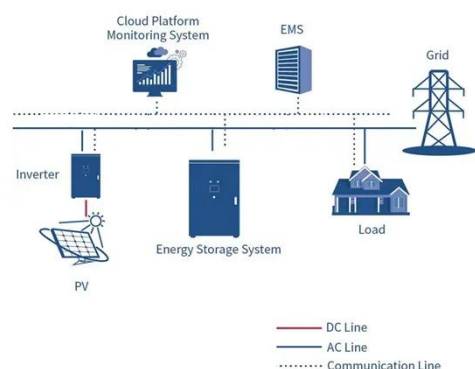 Cloud Platform
Monitoring System
EMS
Grid
Inverter
Energy Storage System
Load
PV
DC Line
AC Line
Communication Line